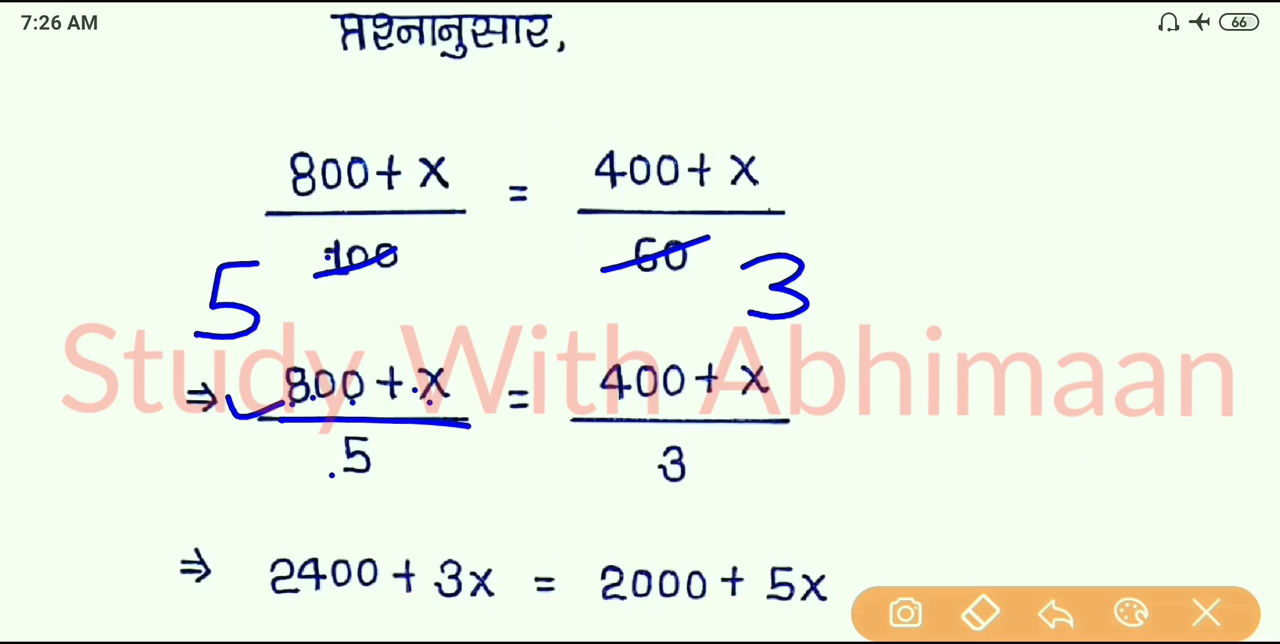 7:26 AM 66
प्रश्नानुसार,
800 + x / 100 = 400 + x / 60
5 3
Study With Abhimaan
⇒ 800 + x / 5 = 400 + x / 3
⇒ 2400 + 3x = 2000 + 5x